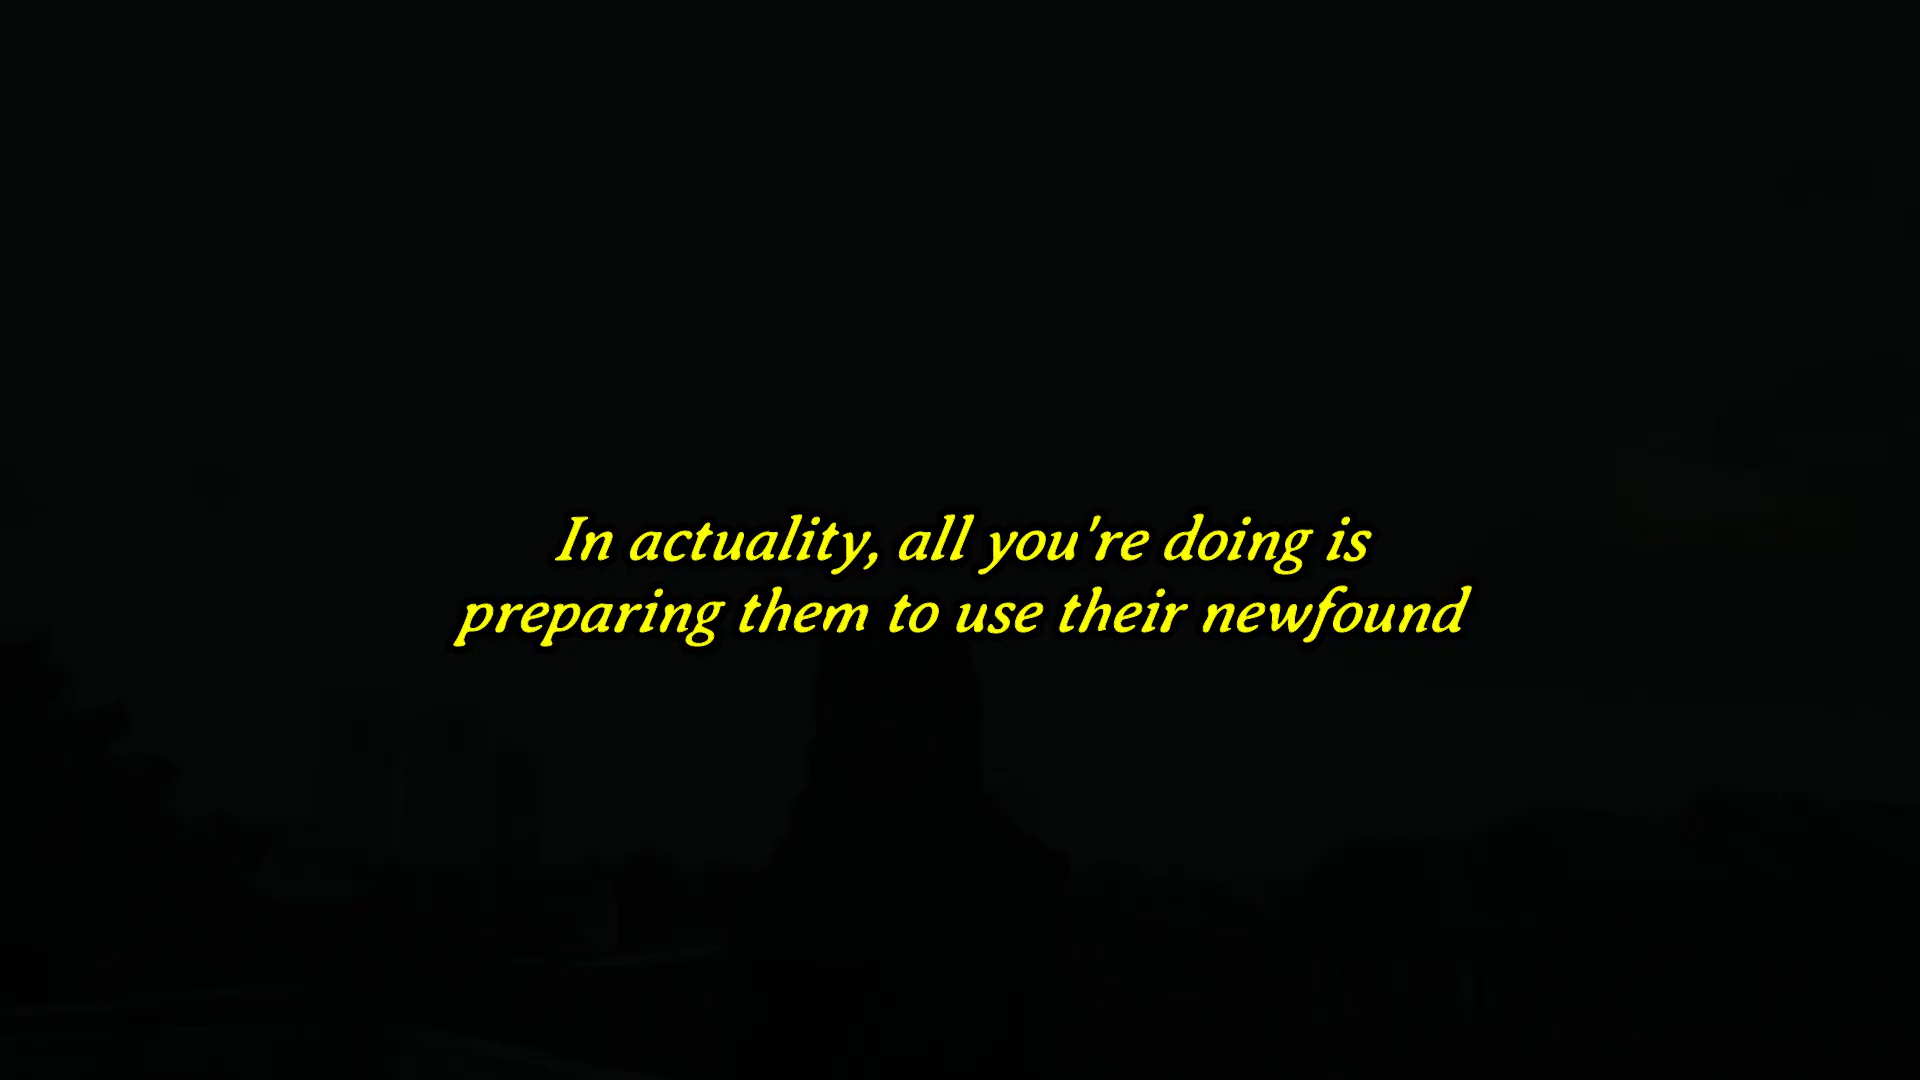 In actuality, all you're doing is
preparing them to use their newfound